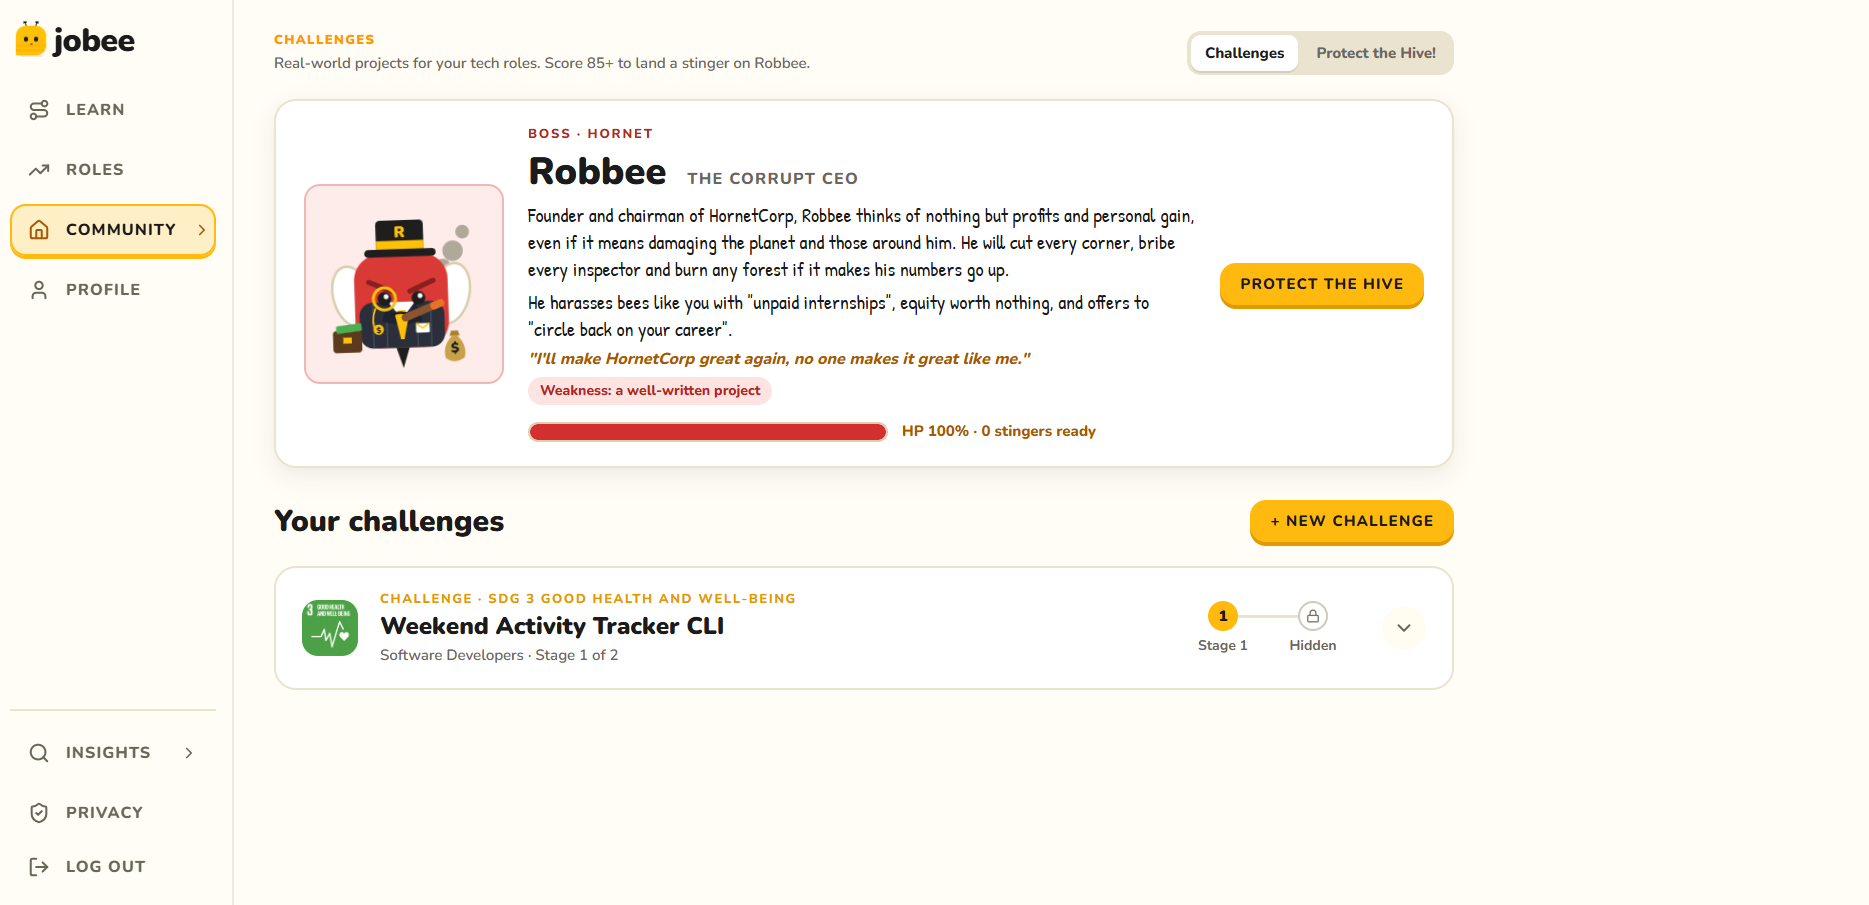 jobee
LEARN
ROLES
COMMUNITY
PROFILE
INSIGHTS
PRIVACY
LOG OUT
CHALLENGES
Real-world projects for your tech roles. Score 85+ to land a stinger on Robbee.
Challenges
Protect the Hive!
R
$
$
BOSS · HORNET
Robbee THE CORRUPT CEO
Founder and chairman of HornetCorp, Robbee thinks of nothing but profits and personal gain,
even if it means damaging the planet and those around him. He will cut every corner, bribe
every inspector and burn any forest if it makes his numbers go up.
He harasses bees like you with "unpaid internships", equity worth nothing, and offers to
"circle back on your career".
"I'll make HornetCorp great again, no one makes it great like me."
Weakness: a well-written project
HP 100% · 0 stingers ready
PROTECT THE HIVE
Your challenges
+ NEW CHALLENGE
3 GOOD HEALTH
AND WELL-BEING
CHALLENGE · SDG 3 GOOD HEALTH AND WELL-BEING
Weekend Activity Tracker CLI
Software Developers · Stage 1 of 2
1
Stage 1
Hidden